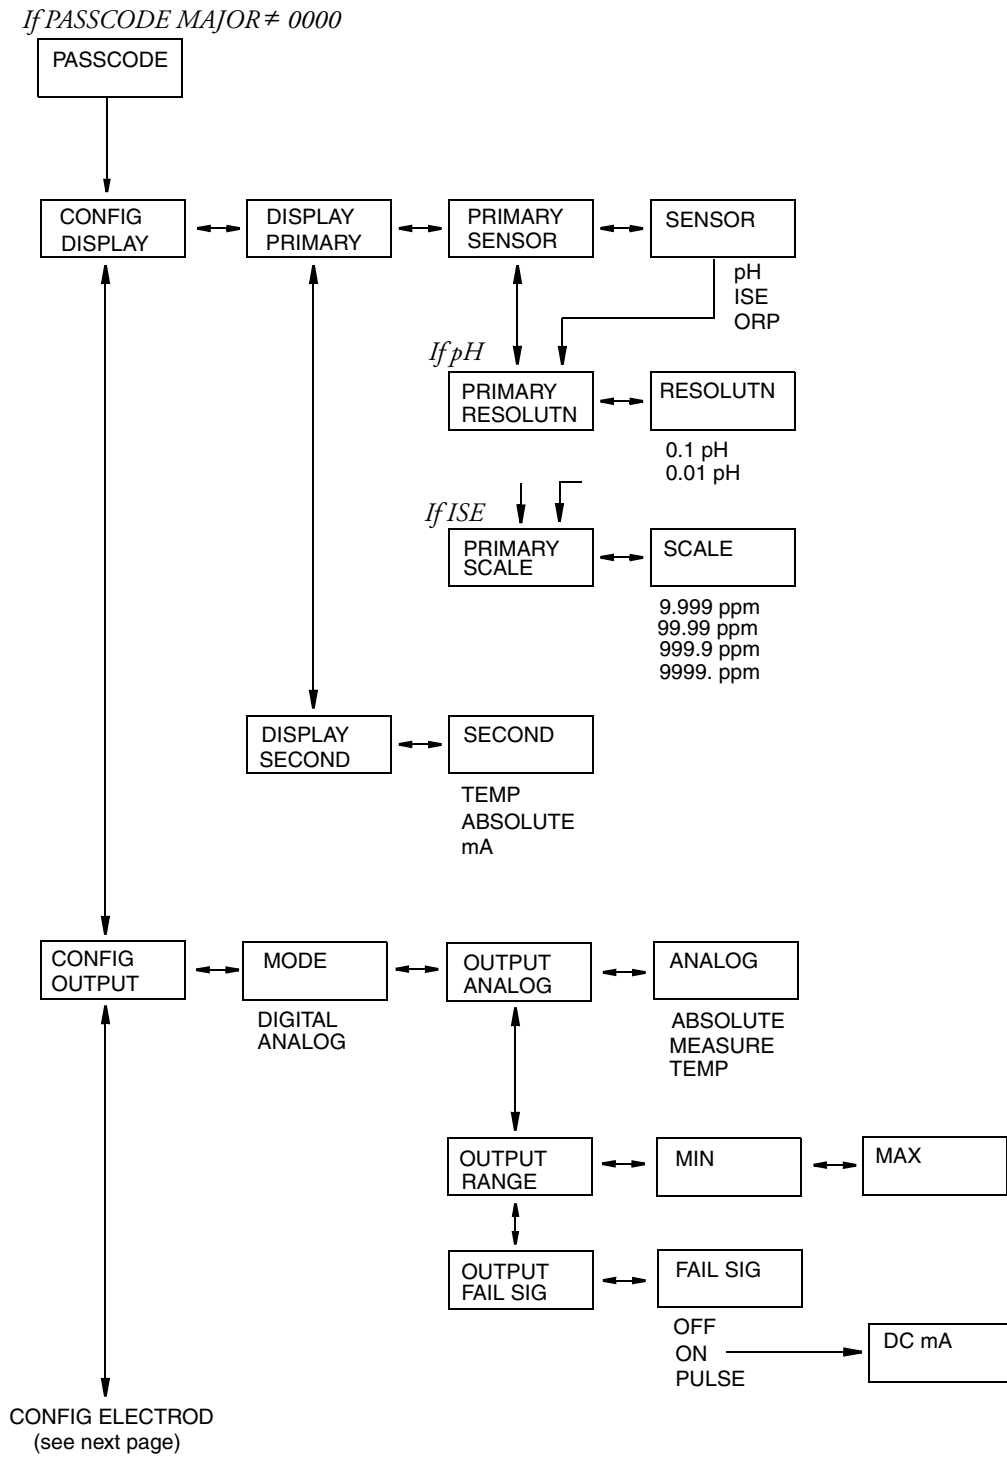 If PASSCODE MAJOR ≠ 0000
PASSCODE
CONFIG
DISPLAY
DISPLAY
PRIMARY
PRIMARY
SENSOR
SENSOR
pH
ISE
ORP
If pH
PRIMARY
RESOLUTN
RESOLUTN
0.1 pH
0.01 pH
If ISE
PRIMARY
SCALE
SCALE
9.999 ppm
99.99 ppm
999.9 ppm
9999. ppm
DISPLAY
SECOND
SECOND
TEMP
ABSOLUTE
mA
CONFIG
OUTPUT
MODE
DIGITAL
ANALOG
OUTPUT
ANALOG
ANALOG
ABSOLUTE
MEASURE
TEMP
OUTPUT
RANGE
MIN
MAX
OUTPUT
FAIL SIG
FAIL SIG
OFF
ON
PULSE
DC mA
CONFIG ELECTROD
(see next page)